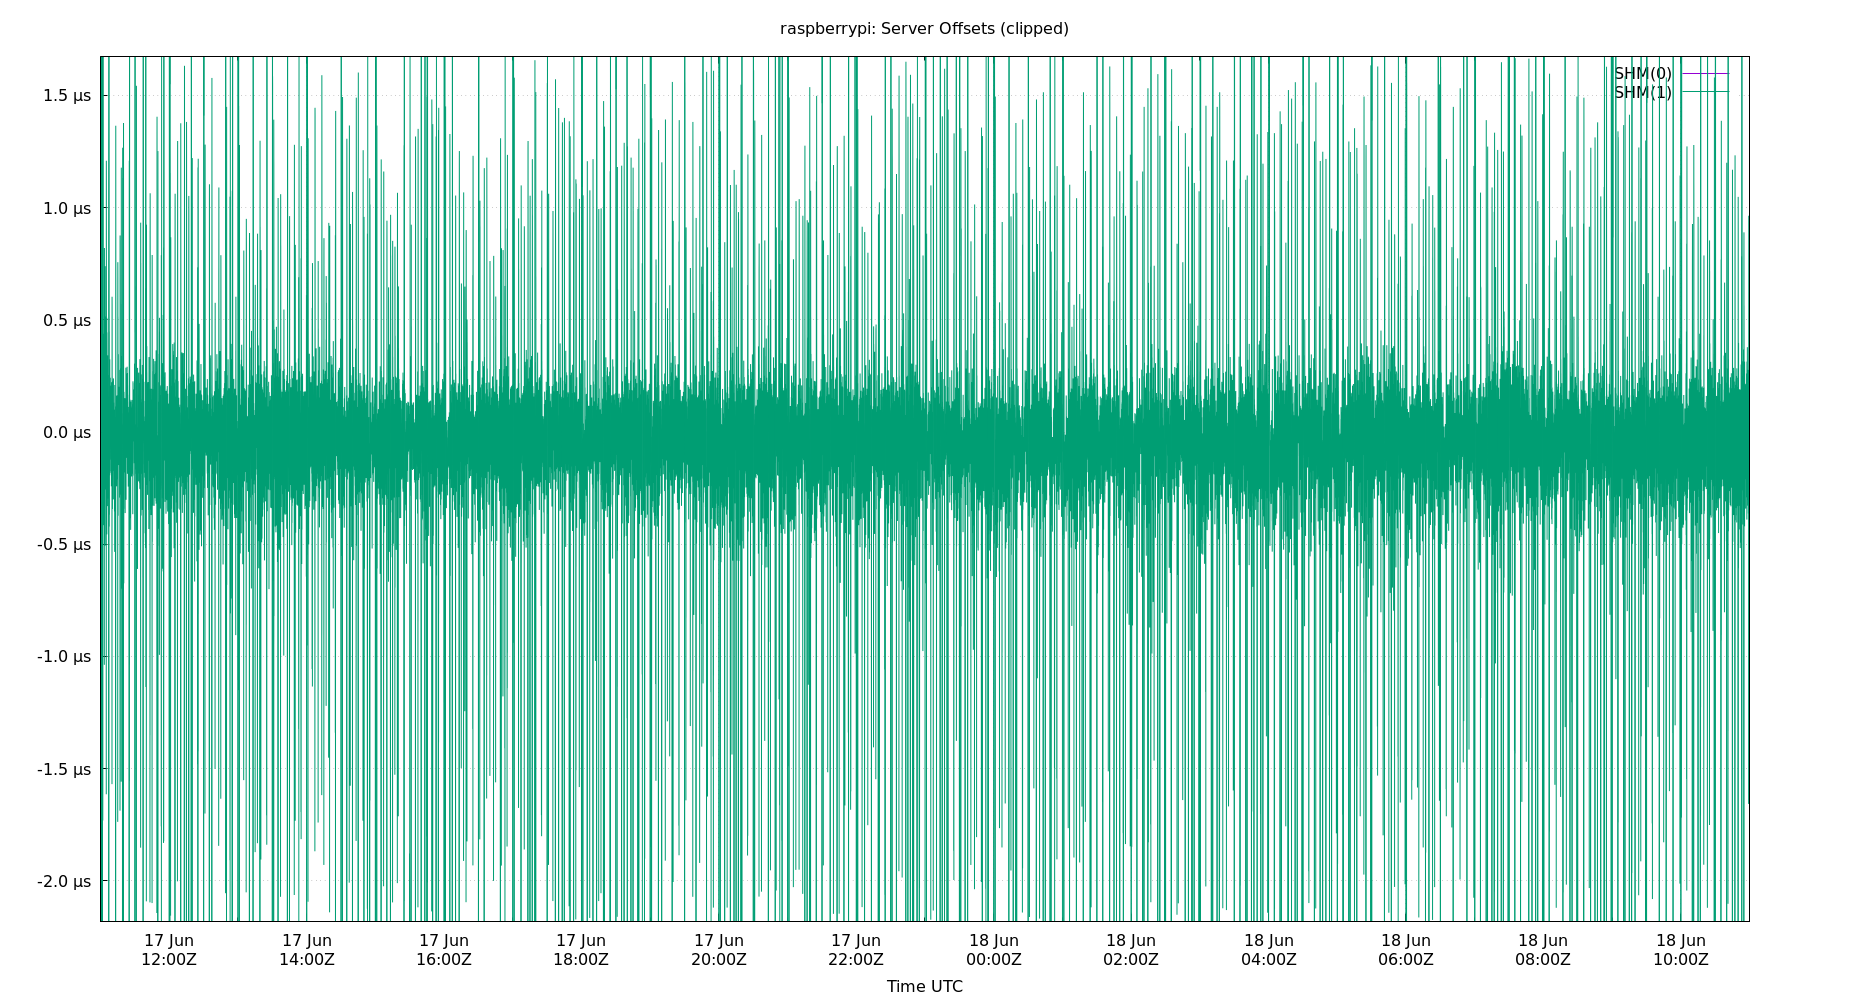 raspberrypi: Server Offsets (clipped)
SHM(0)
SHM(1)
1.5 µs
1.0 µs
0.5 µs
0.0 µs
-0.5 µs
-1.0 µs
-1.5 µs
-2.0 µs
17 Jun 17 Jun 17 Jun 17 Jun 17 Jun 17 Jun 18 Jun 18 Jun 18 Jun 18 Jun 18 Jun 18 Jun
12:00Z 14:00Z 16:00Z 18:00Z 20:00Z 22:00Z 00:00Z 02:00Z 04:00Z 06:00Z 08:00Z 10:00Z
Time UTC